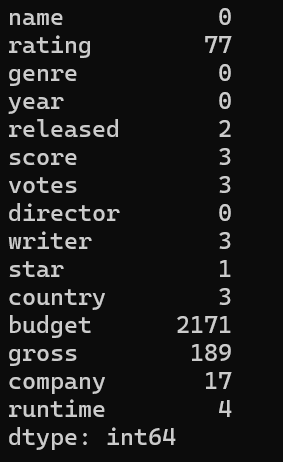 name 0
rating 77
genre 0
year 0
released 2
score 3
votes 3
director 0
writer 3
star 1
country 3
budget 2171
gross 189
company 17
runtime 4
dtype: int64